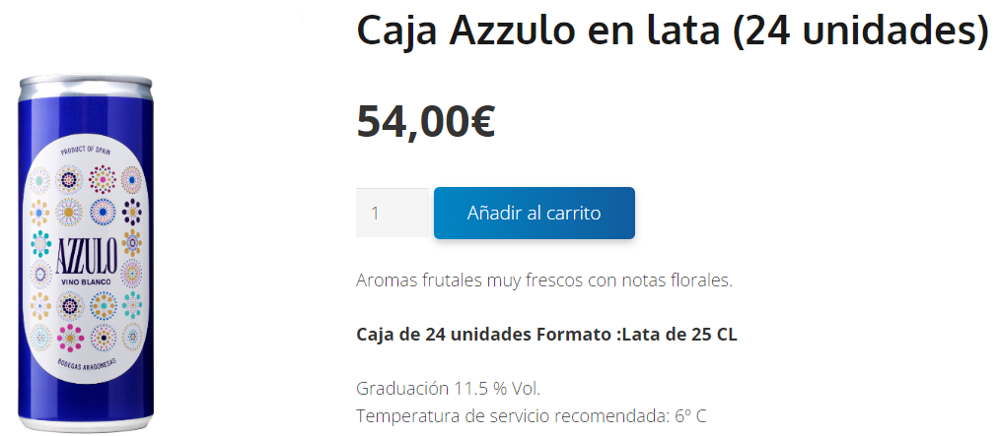 Caja Azzulo en lata (24 unidades)
54,00€
1
Añadir al carrito
Aromas frutales muy frescos con notas florales.
Caja de 24 unidades Formato :Lata de 25 CL
Graduación 11.5 % Vol.
Temperatura de servicio recomendada: 6º C
PRODUCT OF SPAIN
AZZULO
VINO BLANCO
BODEGAS ARAGONESAS